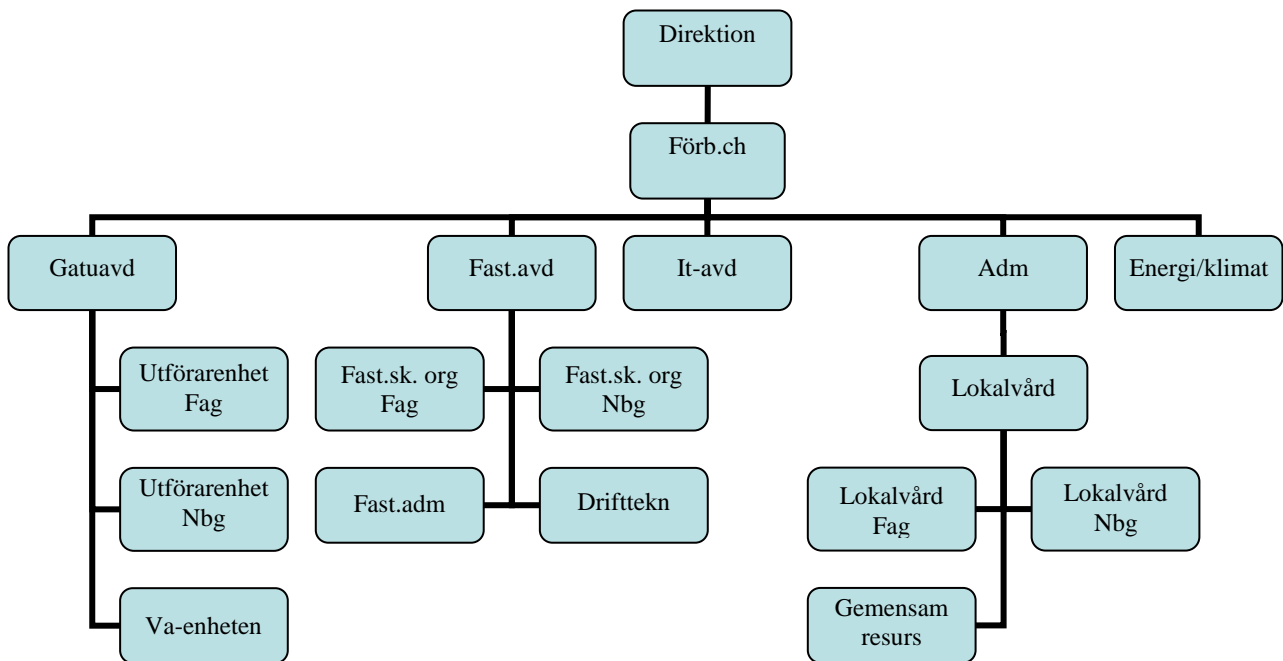 Direktion
Förb.ch
Gatuavd
Fast.avd
It-avd
Adm
Energi/klimat
Utförarenhet
Fag
Fast.sk. org
Fag
Fast.sk. org
Nbg
Lokalvård
Utförarenhet
Nbg
Fast.adm
Drifttekn
Lokalvård
Fag
Lokalvård
Nbg
Va-enheten
Gemensam
resurs